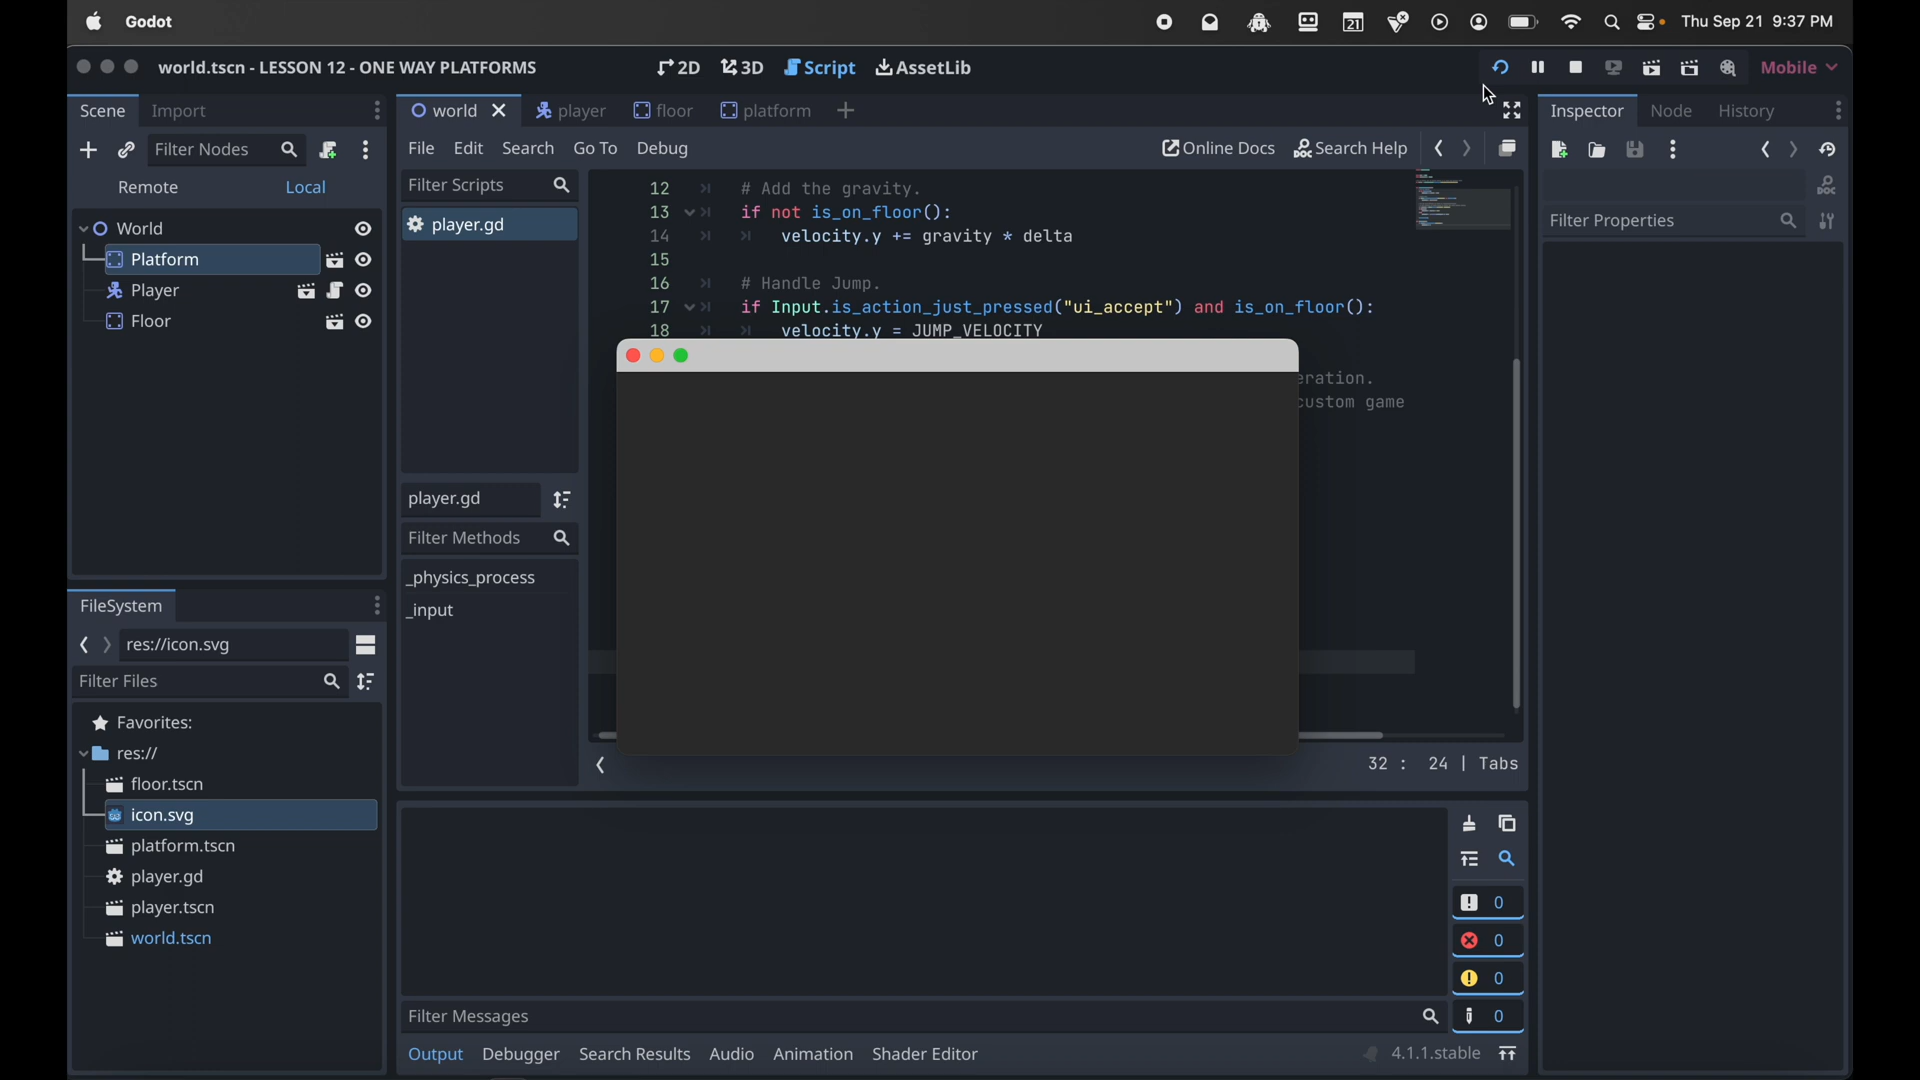 Godot
21
Thu Sep 21 9:37 PM
world.tscn - LESSON 12 - ONE WAY PLATFORMS
2D
3D
Script
AssetLib
Mobile
Scene
Import
world
player
floor
platform
Inspector
Node
History
Filter Nodes
File
Edit
Search
Go To
Debug
Online Docs
Search Help
Remote
Local
Filter Scripts
Filter Properties
player.gd
World
Platform
Player
Floor
12 # Add the gravity.
13 if not is_on_floor():
14 velocity.y += gravity * delta
15
16 # Handle Jump.
17 if Input.is_action_just_pressed("ui_accept") and is_on_floor():
18 velocity.y = JUMP_VELOCITY
eration.
custom game
player.gd
Filter Methods
_physics_process
_input
32 : 24 | Tabs
FileSystem
res://icon.svg
Filter Files
Favorites:
res://
floor.tscn
icon.svg
platform.tscn
player.gd
player.tscn
world.tscn
0
0
0
0
Filter Messages
Output
Debugger
Search Results
Audio
Animation
Shader Editor
4.1.1.stable